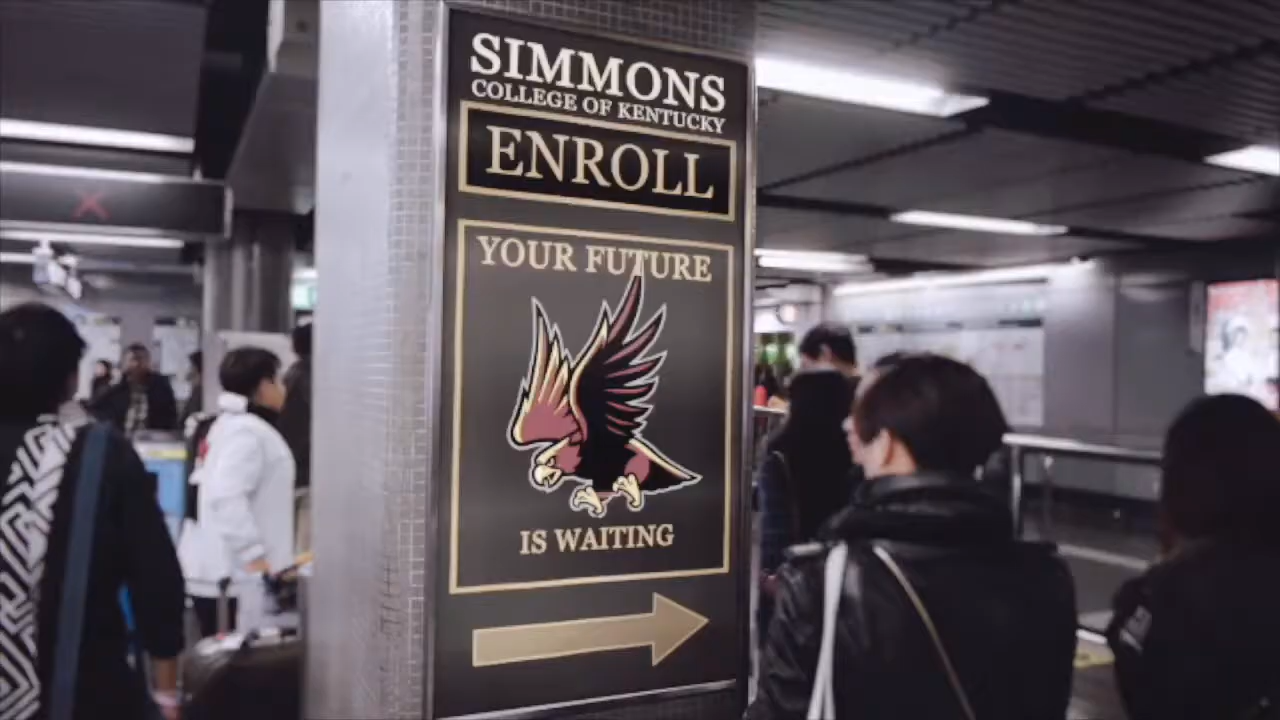 SIMMONS
COLLEGE OF KENTUCKY
ENROLL
YOUR FUTURE
IS WAITING